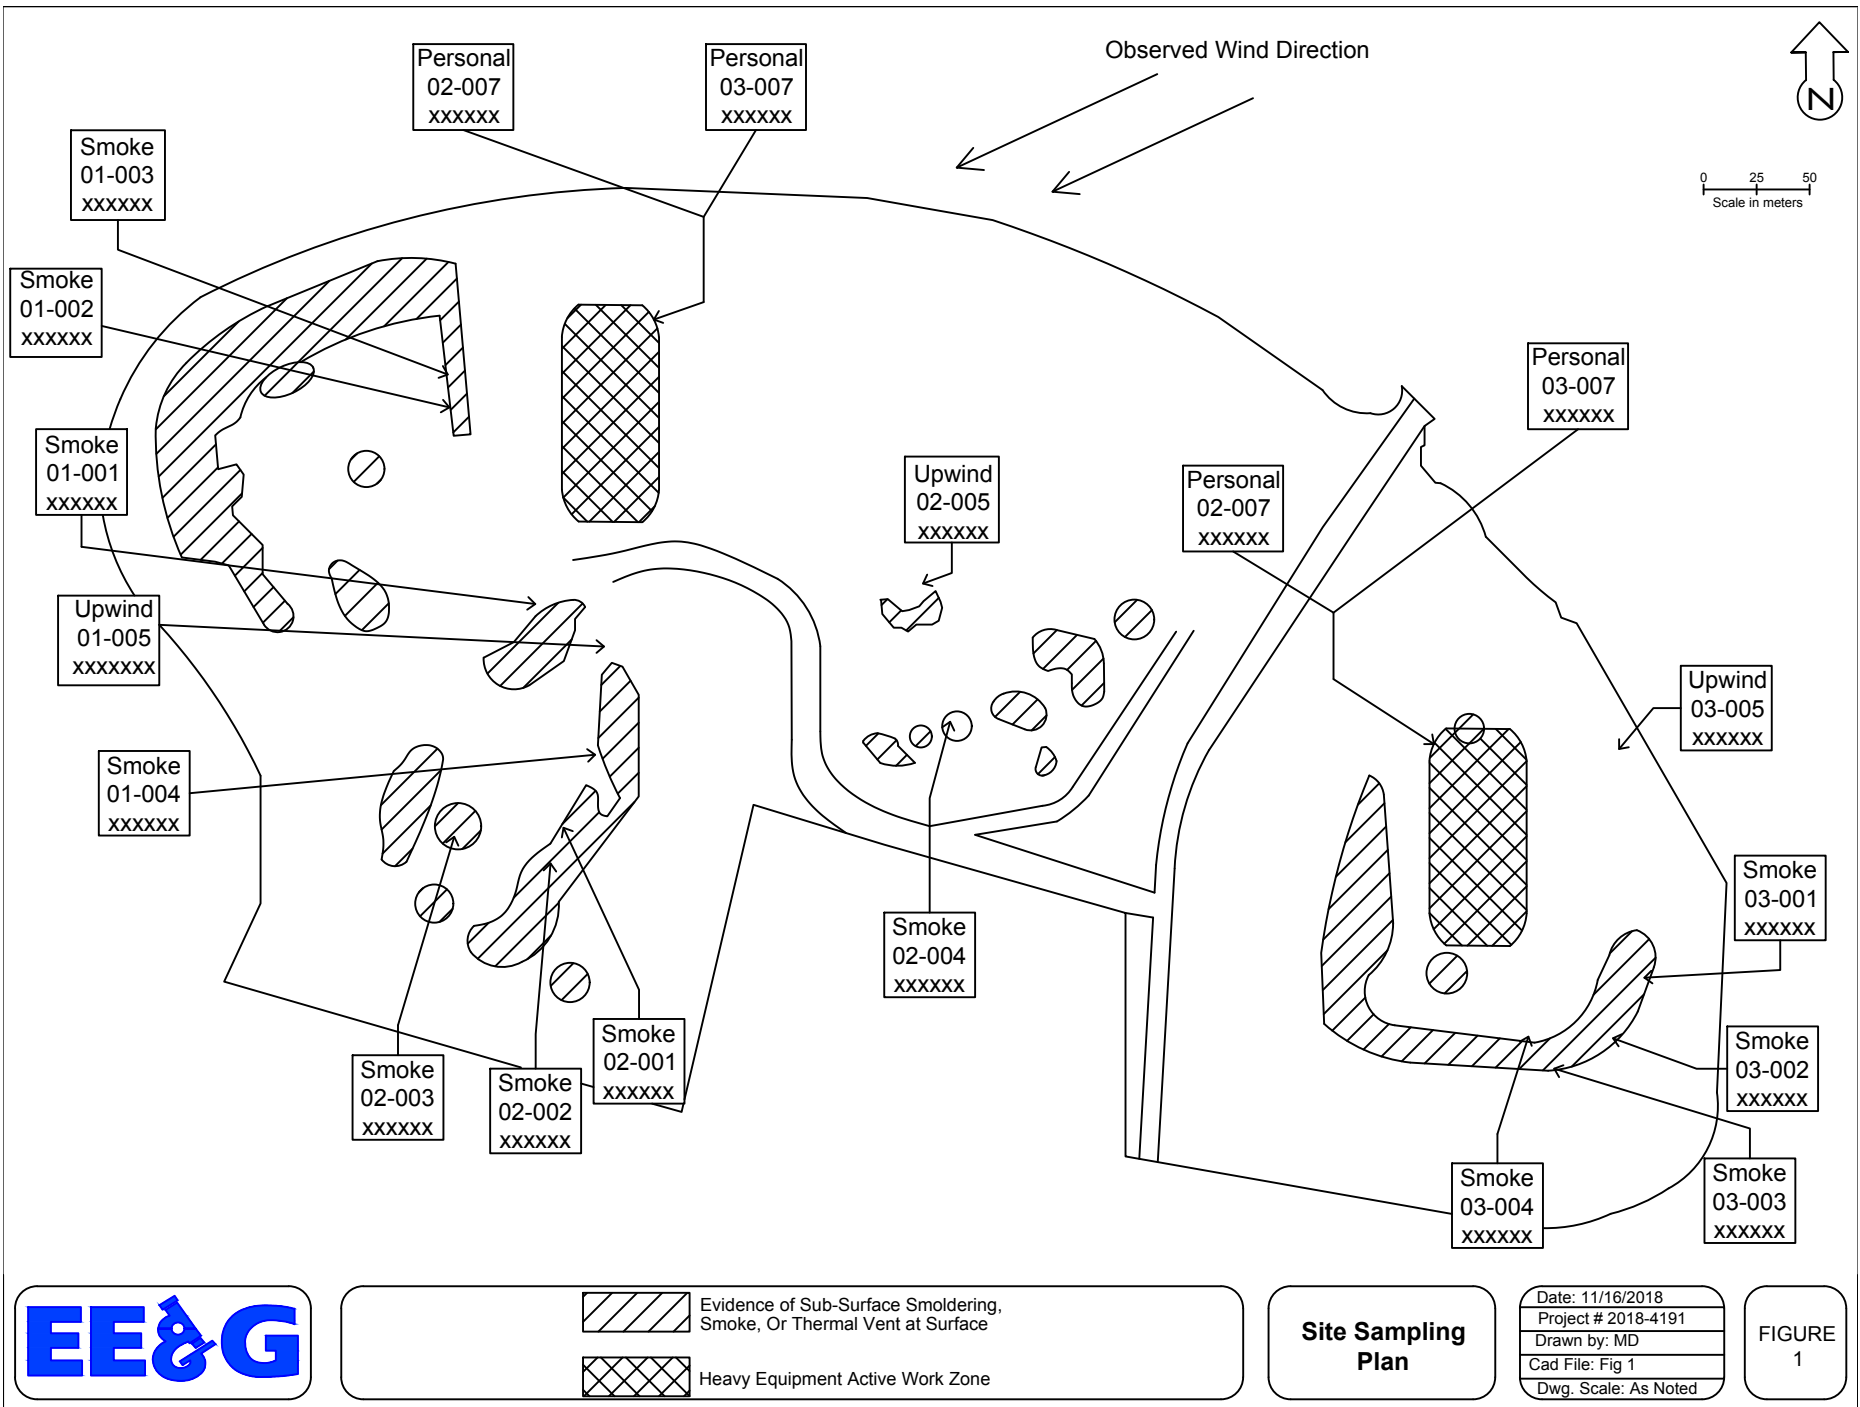 Observed Wind Direction
N
0 25 50
Scale in meters
Personal
02-007
xxxxxx
Personal
03-007
xxxxxx
Smoke
01-003
xxxxxx
Smoke
01-002
xxxxxx
Smoke
01-001
xxxxxx
Upwind
01-005
xxxxxxx
Smoke
01-004
xxxxxx
Upwind
02-005
xxxxxx
Personal
02-007
xxxxxx
Personal
03-007
xxxxxx
Upwind
03-005
xxxxxx
Smoke
03-001
xxxxxx
Smoke
03-002
xxxxxx
Smoke
03-003
xxxxxx
Smoke
03-004
xxxxxx
Smoke
02-004
xxxxxx
Smoke
02-001
xxxxxx
Smoke
02-002
xxxxxx
Smoke
02-003
xxxxxx
EE&G
Evidence of Sub-Surface Smoldering,
Smoke, Or Thermal Vent at Surface
Heavy Equipment Active Work Zone
Site Sampling
Plan
Date: 11/16/2018
Project # 2018-4191
Drawn by: MD
Cad File: Fig 1
Dwg. Scale: As Noted
FIGURE
1